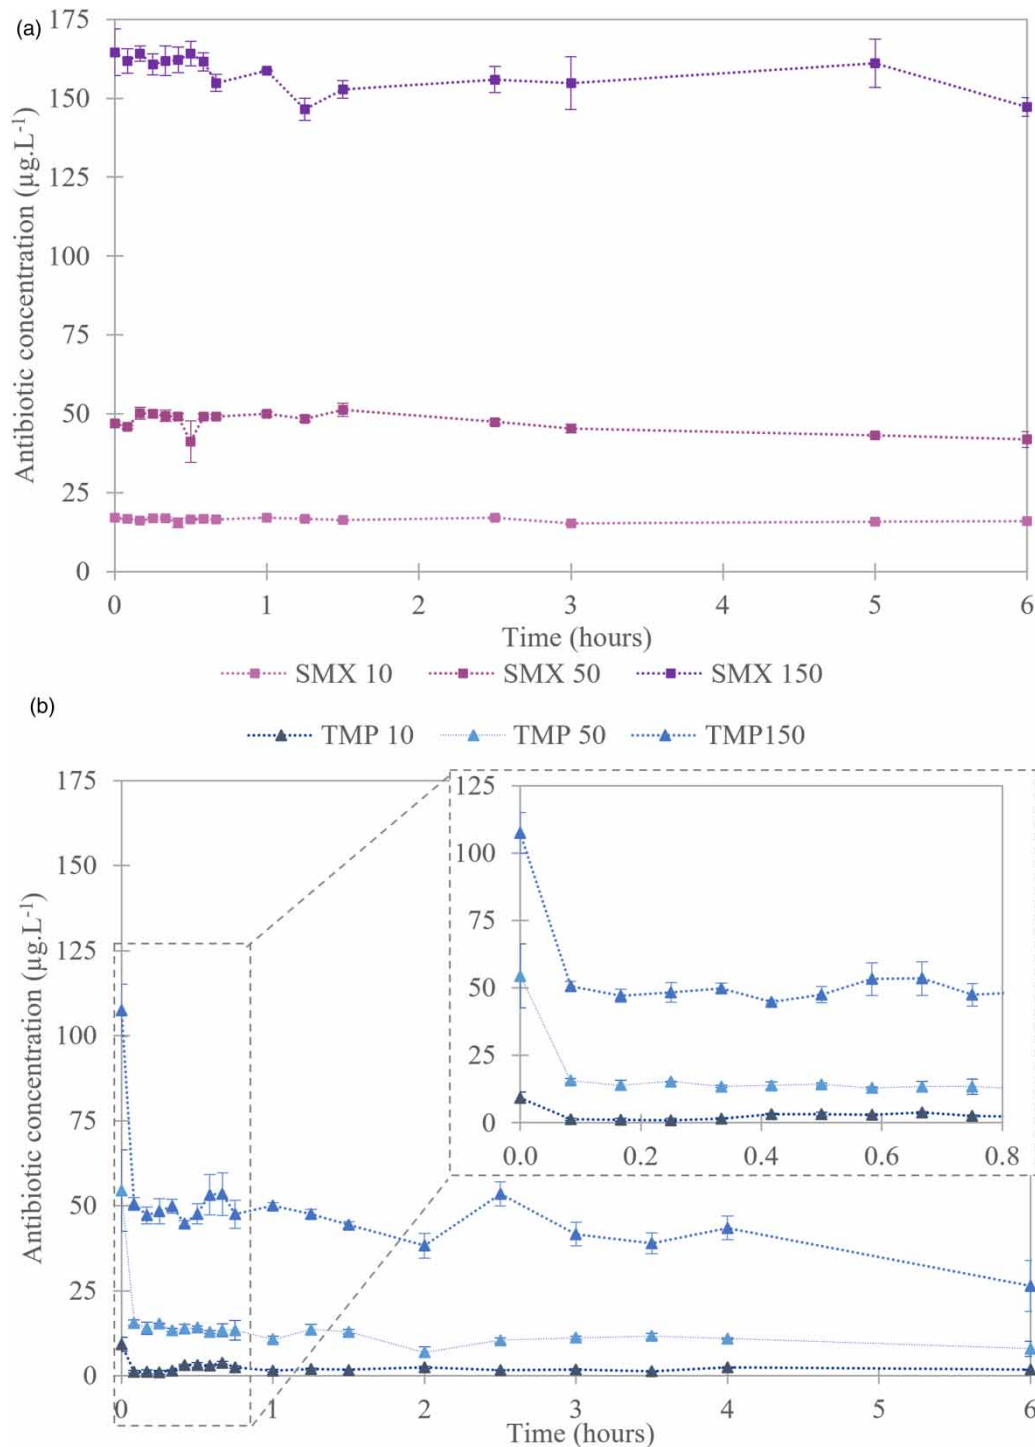 (a)
175
150
125
100
75
50
25
0
Antibiotic concentration (µg.L⁻¹)
0 1 2 3 4 5 6
Time (hours)
SMX 10 SMX 50 SMX 150
(b)
TMP 10 TMP 50 TMP150
175
150
125
100
75
50
25
0
Antibiotic concentration (µg.L⁻¹)
125
100
75
50
25
0
0.0 0.2 0.4 0.6 0.8
0 1 2 3 4 5 6
Time (hours)